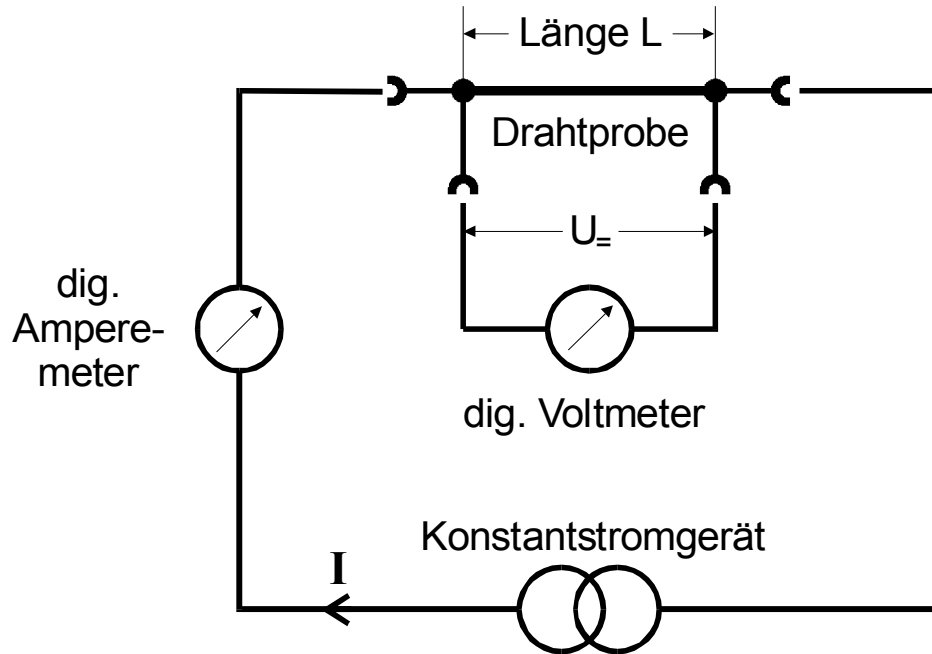 Länge L
Drahtprobe
U=
dig.
Ampere-
meter
dig. Voltmeter
Konstantstromgerät
I